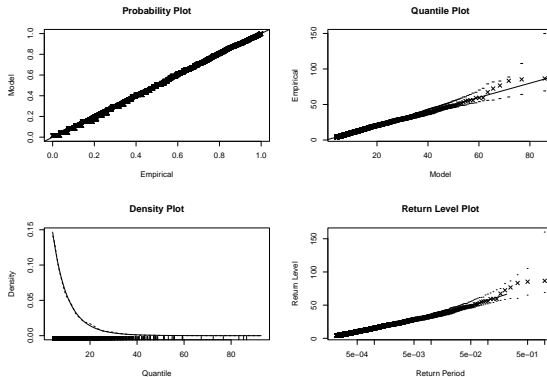 Probability Plot
Model
0.0 0.2 0.4 0.6 0.8 1.0
0.0 0.2 0.4 0.6 0.8 1.0
Empirical
Quantile Plot
Empirical
0 50 100 150
20 40 60 80
Model
Density Plot
Density
0.00 0.05 0.10 0.15
20 40 60 80
Quantile
Return Level Plot
Return Level
0 50 100 150
5e-04 5e-03 5e-02 5e-01
Return Period